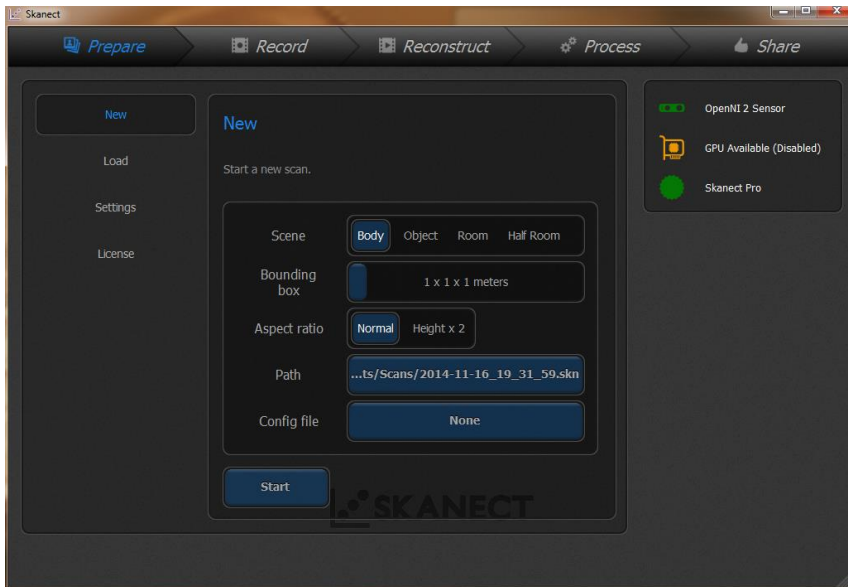 Skanect
Prepare
Record
Reconstruct
Process
Share
New
Load
Settings
License
New
Start a new scan.
Scene
Body
Object
Room
Half Room
Bounding
box
1 x 1 x 1 meters
Aspect ratio
Normal
Height x 2
Path
...ts/Scans/2014-11-16_19_31_59.skn
Config file
None
Start
SKANECT
OpenNI 2 Sensor
GPU Available (Disabled)
Skanect Pro